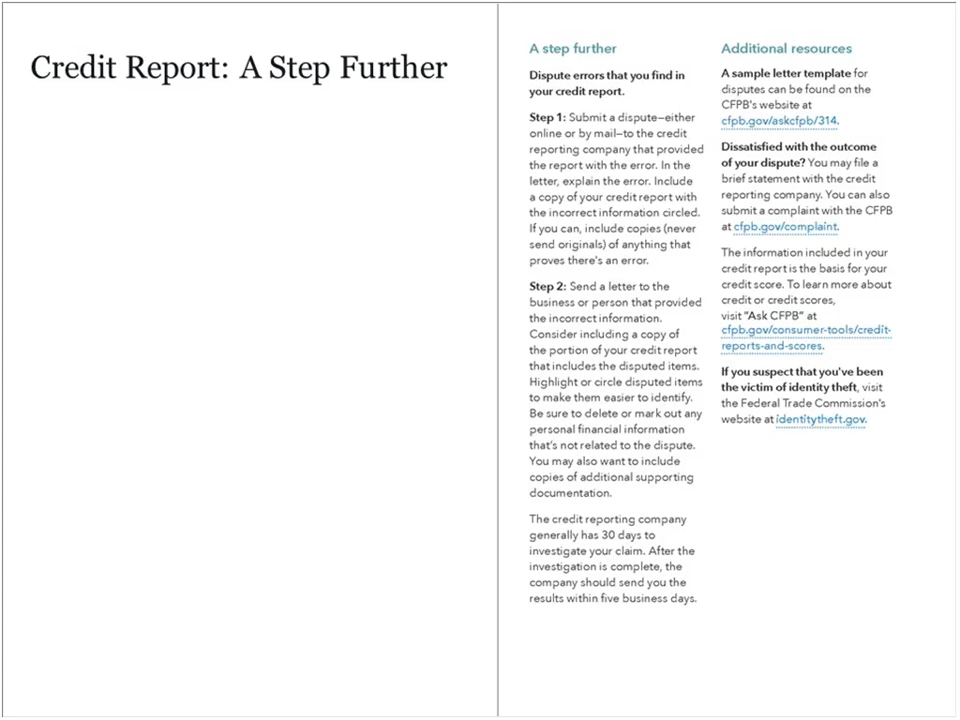 Credit Report: A Step Further
A step further
Dispute errors that you find in
your credit report.
Step 1: Submit a dispute—either
online or by mail—to the credit
reporting company that provided
the report with the error. In the
letter, explain the error. Include
a copy of your credit report with
the incorrect information circled.
If you can, include copies (never
send originals) of anything that
proves there's an error.
Step 2: Send a letter to the
business or person that provided
the incorrect information.
Consider including a copy of
the portion of your credit report
that includes the disputed items.
Highlight or circle disputed items
to make them easier to identify.
Be sure to delete or mark out any
personal financial information
that's not related to the dispute.
You may also want to include
copies of additional supporting
documentation.
The credit reporting company
generally has 30 days to
investigate your claim. After the
investigation is complete, the
company should send you the
results within five business days.
Additional resources
A sample letter template for
disputes can be found on the
CFPB's website at
cfpb.gov/askcfpb/314.
Dissatisfied with the outcome
of your dispute? You may file a
brief statement with the credit
reporting company. You can also
submit a complaint with the CFPB
at cfpb.gov/complaint.
The information included in your
credit report is the basis for your
credit score. To learn more about
credit or credit scores,
visit "Ask CFPB" at
cfpb.gov/consumer-tools/credit-
reports-and-scores.
If you suspect that you've been
the victim of identity theft, visit
the Federal Trade Commission's
website at identitytheft.gov.